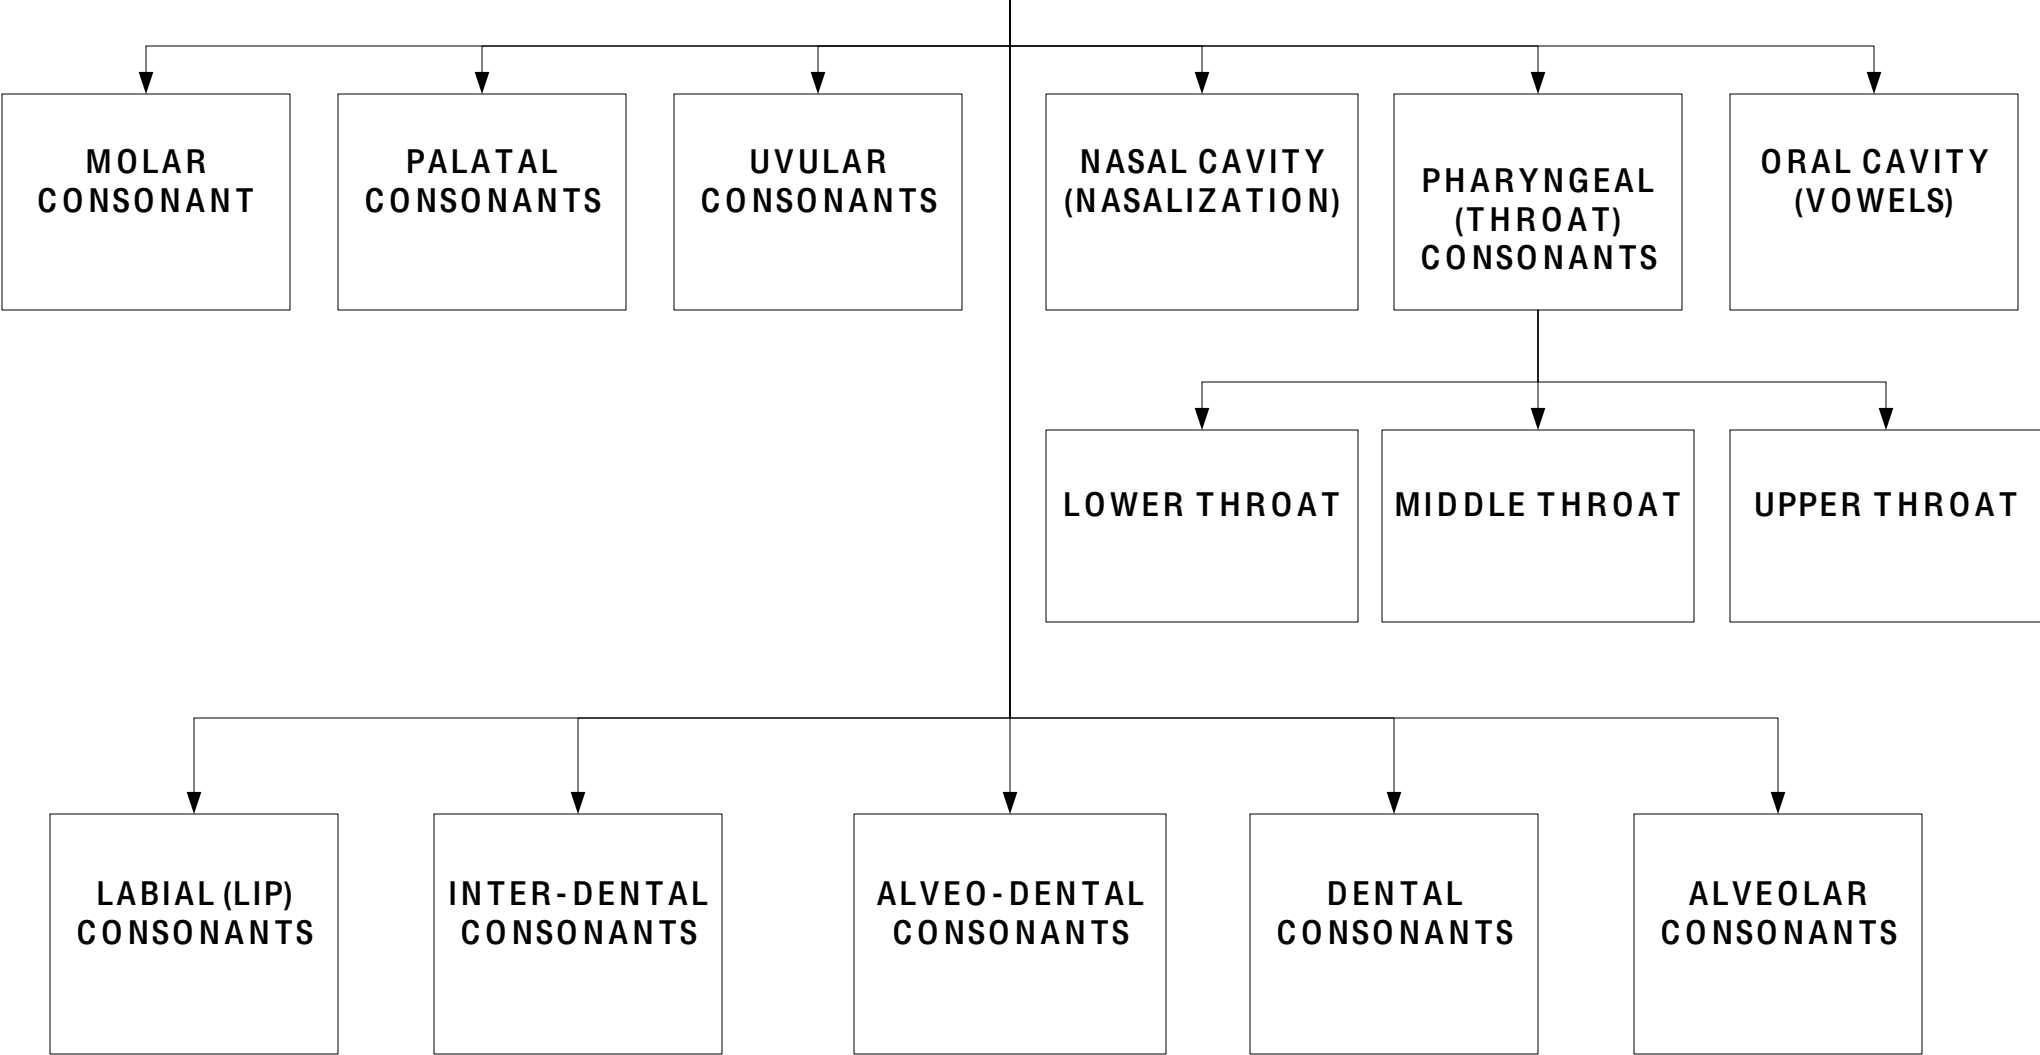 MOLAR
CONSONANT
PALATAL
CONSONANTS
UVULAR
CONSONANTS
NASAL CAVITY
(NASALIZATION)
PHARYNGEAL
(THROAT)
CONSONANTS
ORAL CAVITY
(VOWELS)
LOWER THROAT
MIDDLE THROAT
UPPER THROAT
LABIAL (LIP)
CONSONANTS
INTER-DENTAL
CONSONANTS
ALVEO-DENTAL
CONSONANTS
DENTAL
CONSONANTS
ALVEOLAR
CONSONANTS